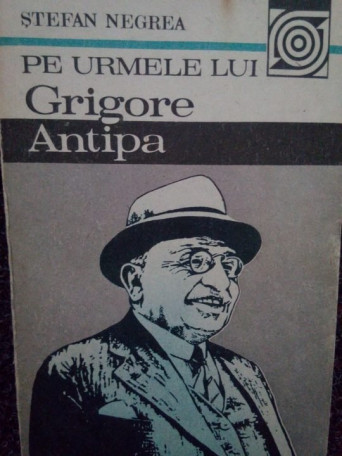 ȘTEFAN NEGREA
PE URMELE LUI
Grigore
Antipa